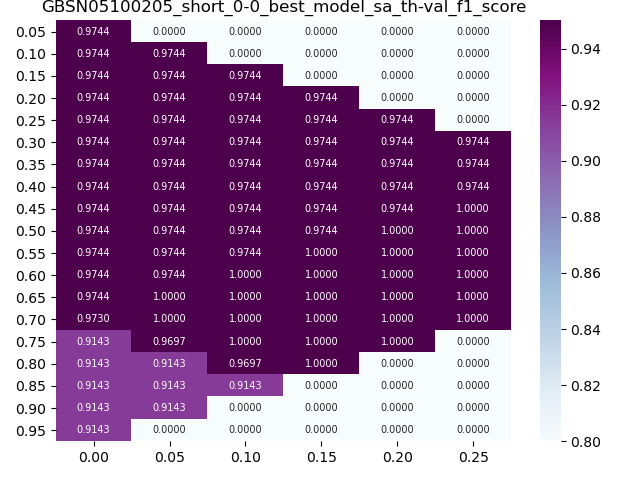 GBSN05100205_short_0-0_best_model_sa_th-val_f1_score
0.05 0.9744 0.0000 0.0000 0.0000 0.0000 0.0000
0.10 0.9744 0.9744 0.0000 0.0000 0.0000 0.0000
0.15 0.9744 0.9744 0.9744 0.0000 0.0000 0.0000
0.20 0.9744 0.9744 0.9744 0.9744 0.0000 0.0000
0.25 0.9744 0.9744 0.9744 0.9744 0.9744 0.0000
0.30 0.9744 0.9744 0.9744 0.9744 0.9744 0.9744
0.35 0.9744 0.9744 0.9744 0.9744 0.9744 0.9744
0.40 0.9744 0.9744 0.9744 0.9744 0.9744 0.9744
0.45 0.9744 0.9744 0.9744 0.9744 0.9744 1.0000
0.50 0.9744 0.9744 0.9744 0.9744 1.0000 1.0000
0.55 0.9744 0.9744 0.9744 1.0000 1.0000 1.0000
0.60 0.9744 0.9744 1.0000 1.0000 1.0000 1.0000
0.65 0.9744 1.0000 1.0000 1.0000 1.0000 1.0000
0.70 0.9730 1.0000 1.0000 1.0000 1.0000 1.0000
0.75 0.9143 0.9697 1.0000 1.0000 1.0000 0.0000
0.80 0.9143 0.9143 0.9697 1.0000 0.0000 0.0000
0.85 0.9143 0.9143 0.9143 0.0000 0.0000 0.0000
0.90 0.9143 0.9143 0.0000 0.0000 0.0000 0.0000
0.95 0.9143 0.0000 0.0000 0.0000 0.0000 0.0000
0.00 0.05 0.10 0.15 0.20 0.25
0.94
0.92
0.90
0.88
0.86
0.84
0.82
0.80